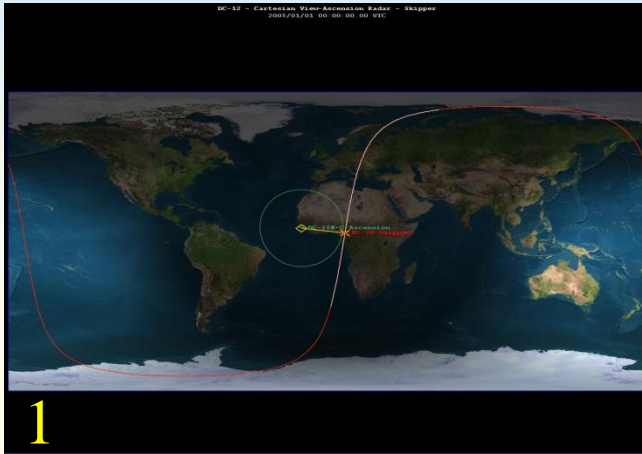 DC-12 - Cartesian View-Ascension Radar - Skipper
2003/01/01 00:00:00.00 UTC
1